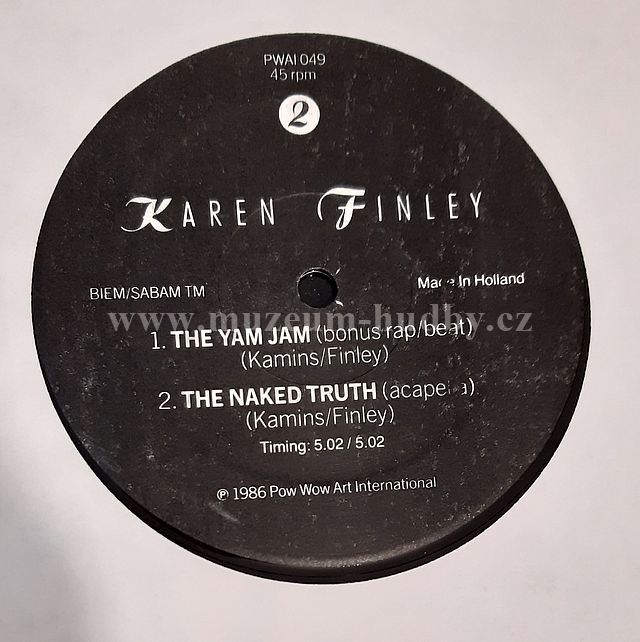 PWAI 049
45 rpm
2
KAREN FINLEY
BIEM/SABAM TM
Made In Holland
www.muzeum-hudby.cz
1. THE YAM JAM (bonus rap/beat)
(Kamins/Finley)
2. THE NAKED TRUTH (acapella)
(Kamins/Finley)
Timing: 5.02 / 5.02
℗ 1986 Pow Wow Art International